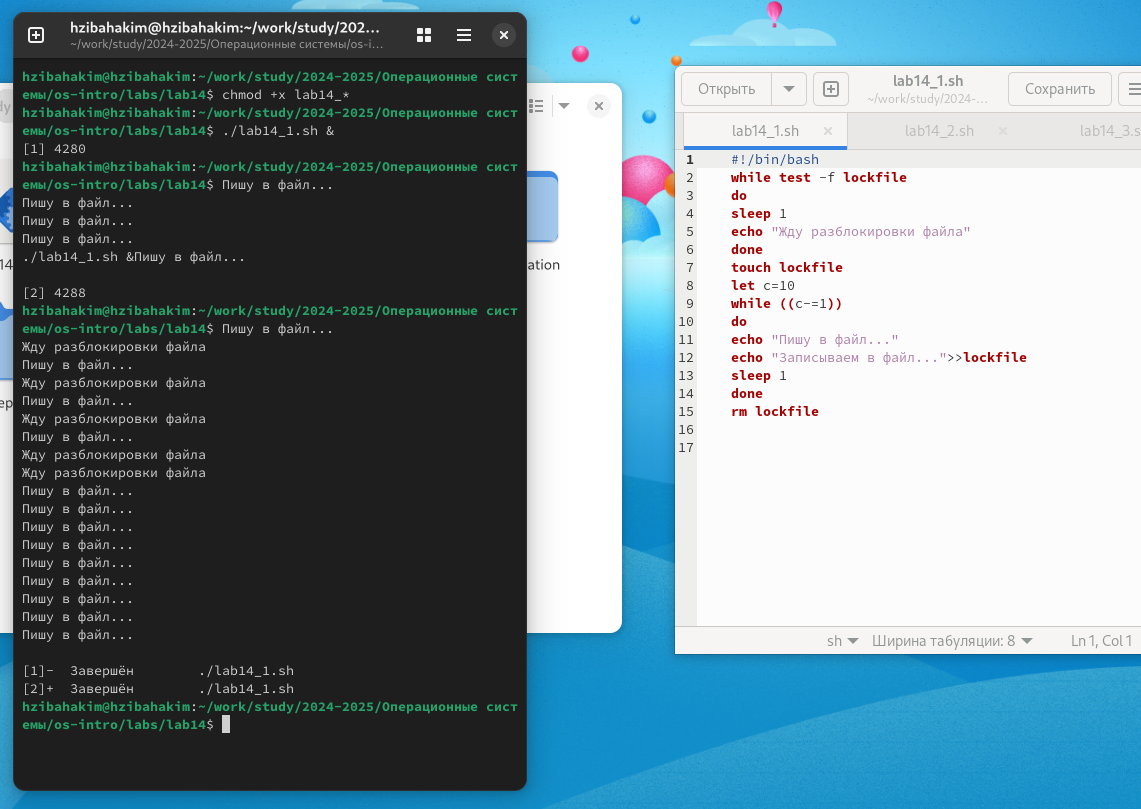 hzibahakim@hzibahakim:~/work/study/202...
~/work/study/2024-2025/Операционные системы/os-i...
hzibahakim@hzibahakim:~/work/study/2024-2025/Операционные сист
емы/os-intro/labs/lab14$ chmod +x lab14_*
hzibahakim@hzibahakim:~/work/study/2024-2025/Операционные сист
емы/os-intro/labs/lab14$ ./lab14_1.sh &
[1] 4280
hzibahakim@hzibahakim:~/work/study/2024-2025/Операционные сист
емы/os-intro/labs/lab14$ Пишу в файл...
Пишу в файл...
Пишу в файл...
Пишу в файл...
./lab14_1.sh &Пишу в файл...
[2] 4288
hzibahakim@hzibahakim:~/work/study/2024-2025/Операционные сист
емы/os-intro/labs/lab14$ Пишу в файл...
Жду разблокировки файла
Пишу в файл...
Жду разблокировки файла
Пишу в файл...
Жду разблокировки файла
Пишу в файл...
Жду разблокировки файла
Жду разблокировки файла
Пишу в файл...
Пишу в файл...
Пишу в файл...
Пишу в файл...
Пишу в файл...
Пишу в файл...
Пишу в файл...
Пишу в файл...
Пишу в файл...
[1]-  Завершён        ./lab14_1.sh
[2]+  Завершён        ./lab14_1.sh
hzibahakim@hzibahakim:~/work/study/2024-2025/Операционные сист
емы/os-intro/labs/lab14$
ation
Открыть
lab14_1.sh
~/work/study/2024-...
Сохранить
lab14_1.sh
lab14_2.sh
lab14_3.s
1 #!/bin/bash
2 while test -f lockfile
3 do
4 sleep 1
5 echo "Жду разблокировки файла"
6 done
7 touch lockfile
8 let c=10
9 while ((c-=1))
10 do
11 echo "Пишу в файл..."
12 echo "Записываем в файл...">>lockfile
13 sleep 1
14 done
15 rm lockfile
16
17
sh
Ширина табуляции: 8
Ln 1, Col 1